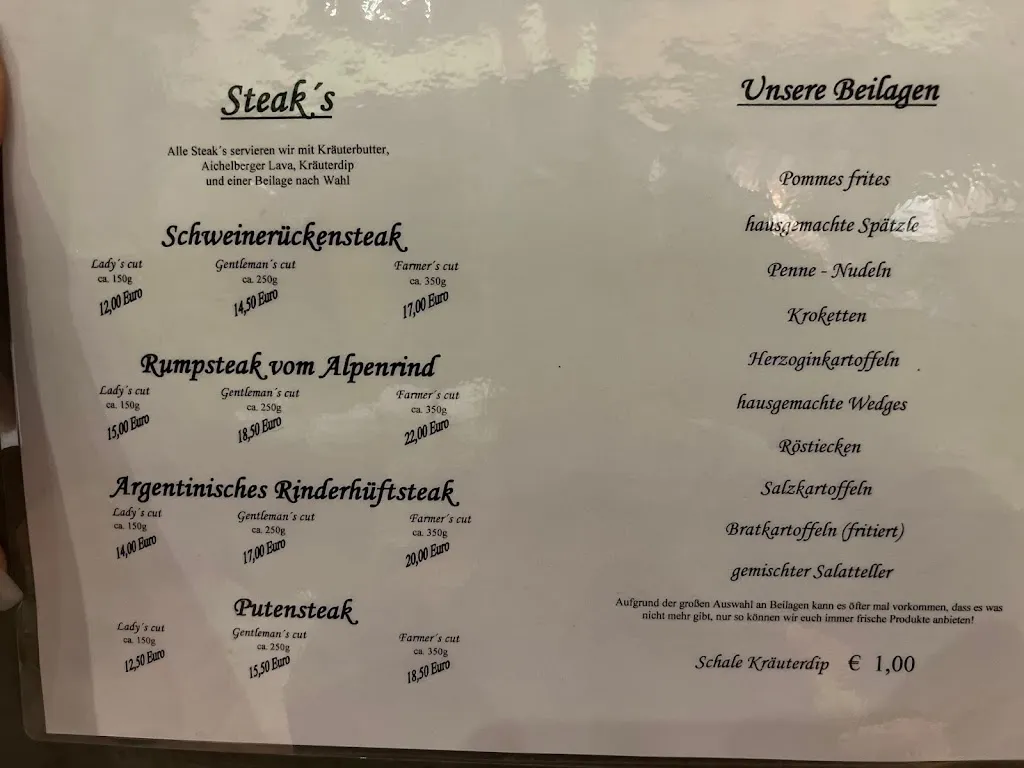 Steak´s
Alle Steak´s servieren wir mit Kräuterbutter,
Aichelberger Lava, Kräuterdip
und einer Beilage nach Wahl
Schweinerückensteak
Lady´s cut Gentleman´s cut Farmer´s cut
ca. 150g ca. 250g ca. 350g
12,00 Euro 14,50 Euro 17,00 Euro
Rumpsteak vom Alpenrind
Lady´s cut Gentleman´s cut Farmer´s cut
ca. 150g ca. 250g ca. 350g
15,00 Euro 18,50 Euro 22,00 Euro
Argentinisches Rinderhüftsteak
Lady´s cut Gentleman´s cut Farmer´s cut
ca. 150g ca. 250g ca. 350g
14,00 Euro 17,00 Euro 20,00 Euro
Putensteak
Lady´s cut Gentleman´s cut Farmer´s cut
ca. 150g ca. 250g ca. 350g
12,50 Euro 15,50 Euro 18,50 Euro
Unsere Beilagen
Pommes frites
hausgemachte Spätzle
Penne - Nudeln
Kroketten
Herzoginkartoffeln
hausgemachte Wedges
Röstiecken
Salzkartoffeln
Bratkartoffeln (fritiert)
gemischter Salatteller
Aufgrund der großen Auswahl an Beilagen kann es öfter mal vorkommen, dass es was
nicht mehr gibt, nur so können wir euch immer frische Produkte anbieten!
Schale Kräuterdip € 1,00